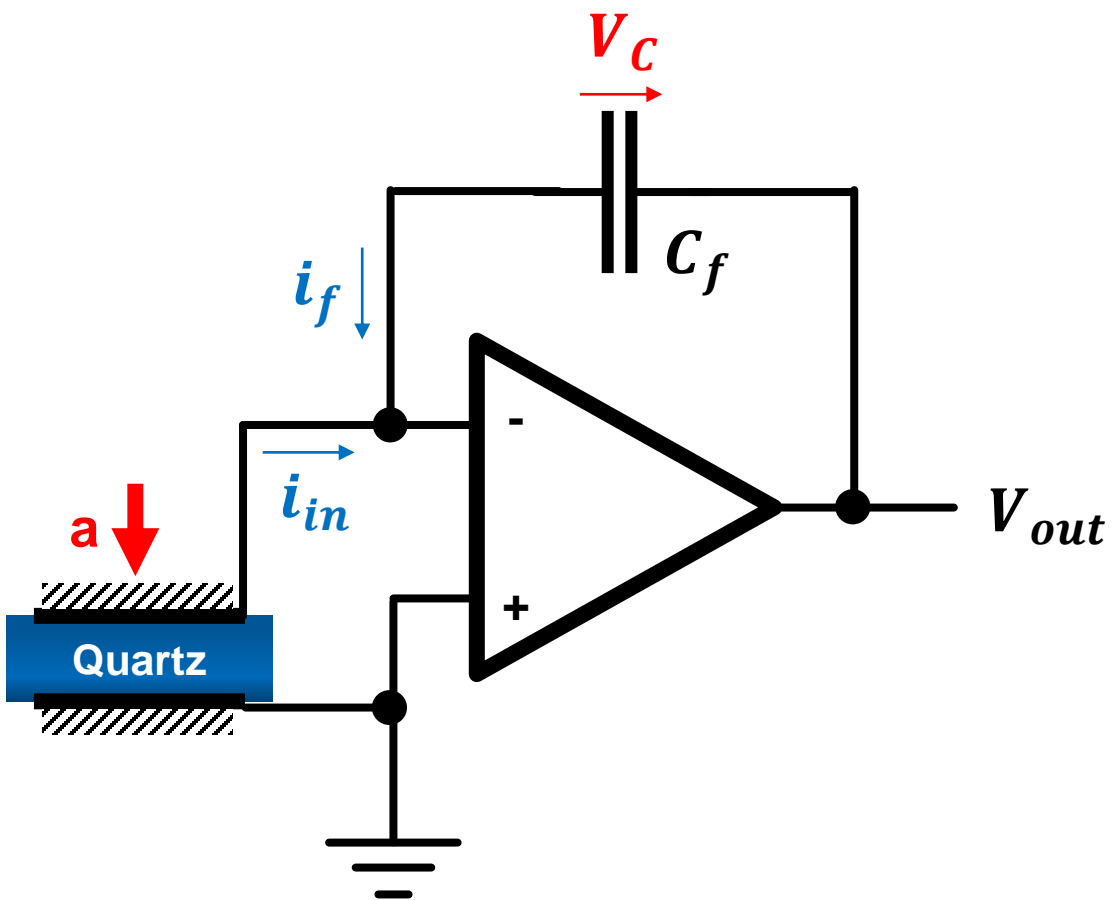 V_C
C_f
i_f
-
i_in
a
V_out
+
Quartz